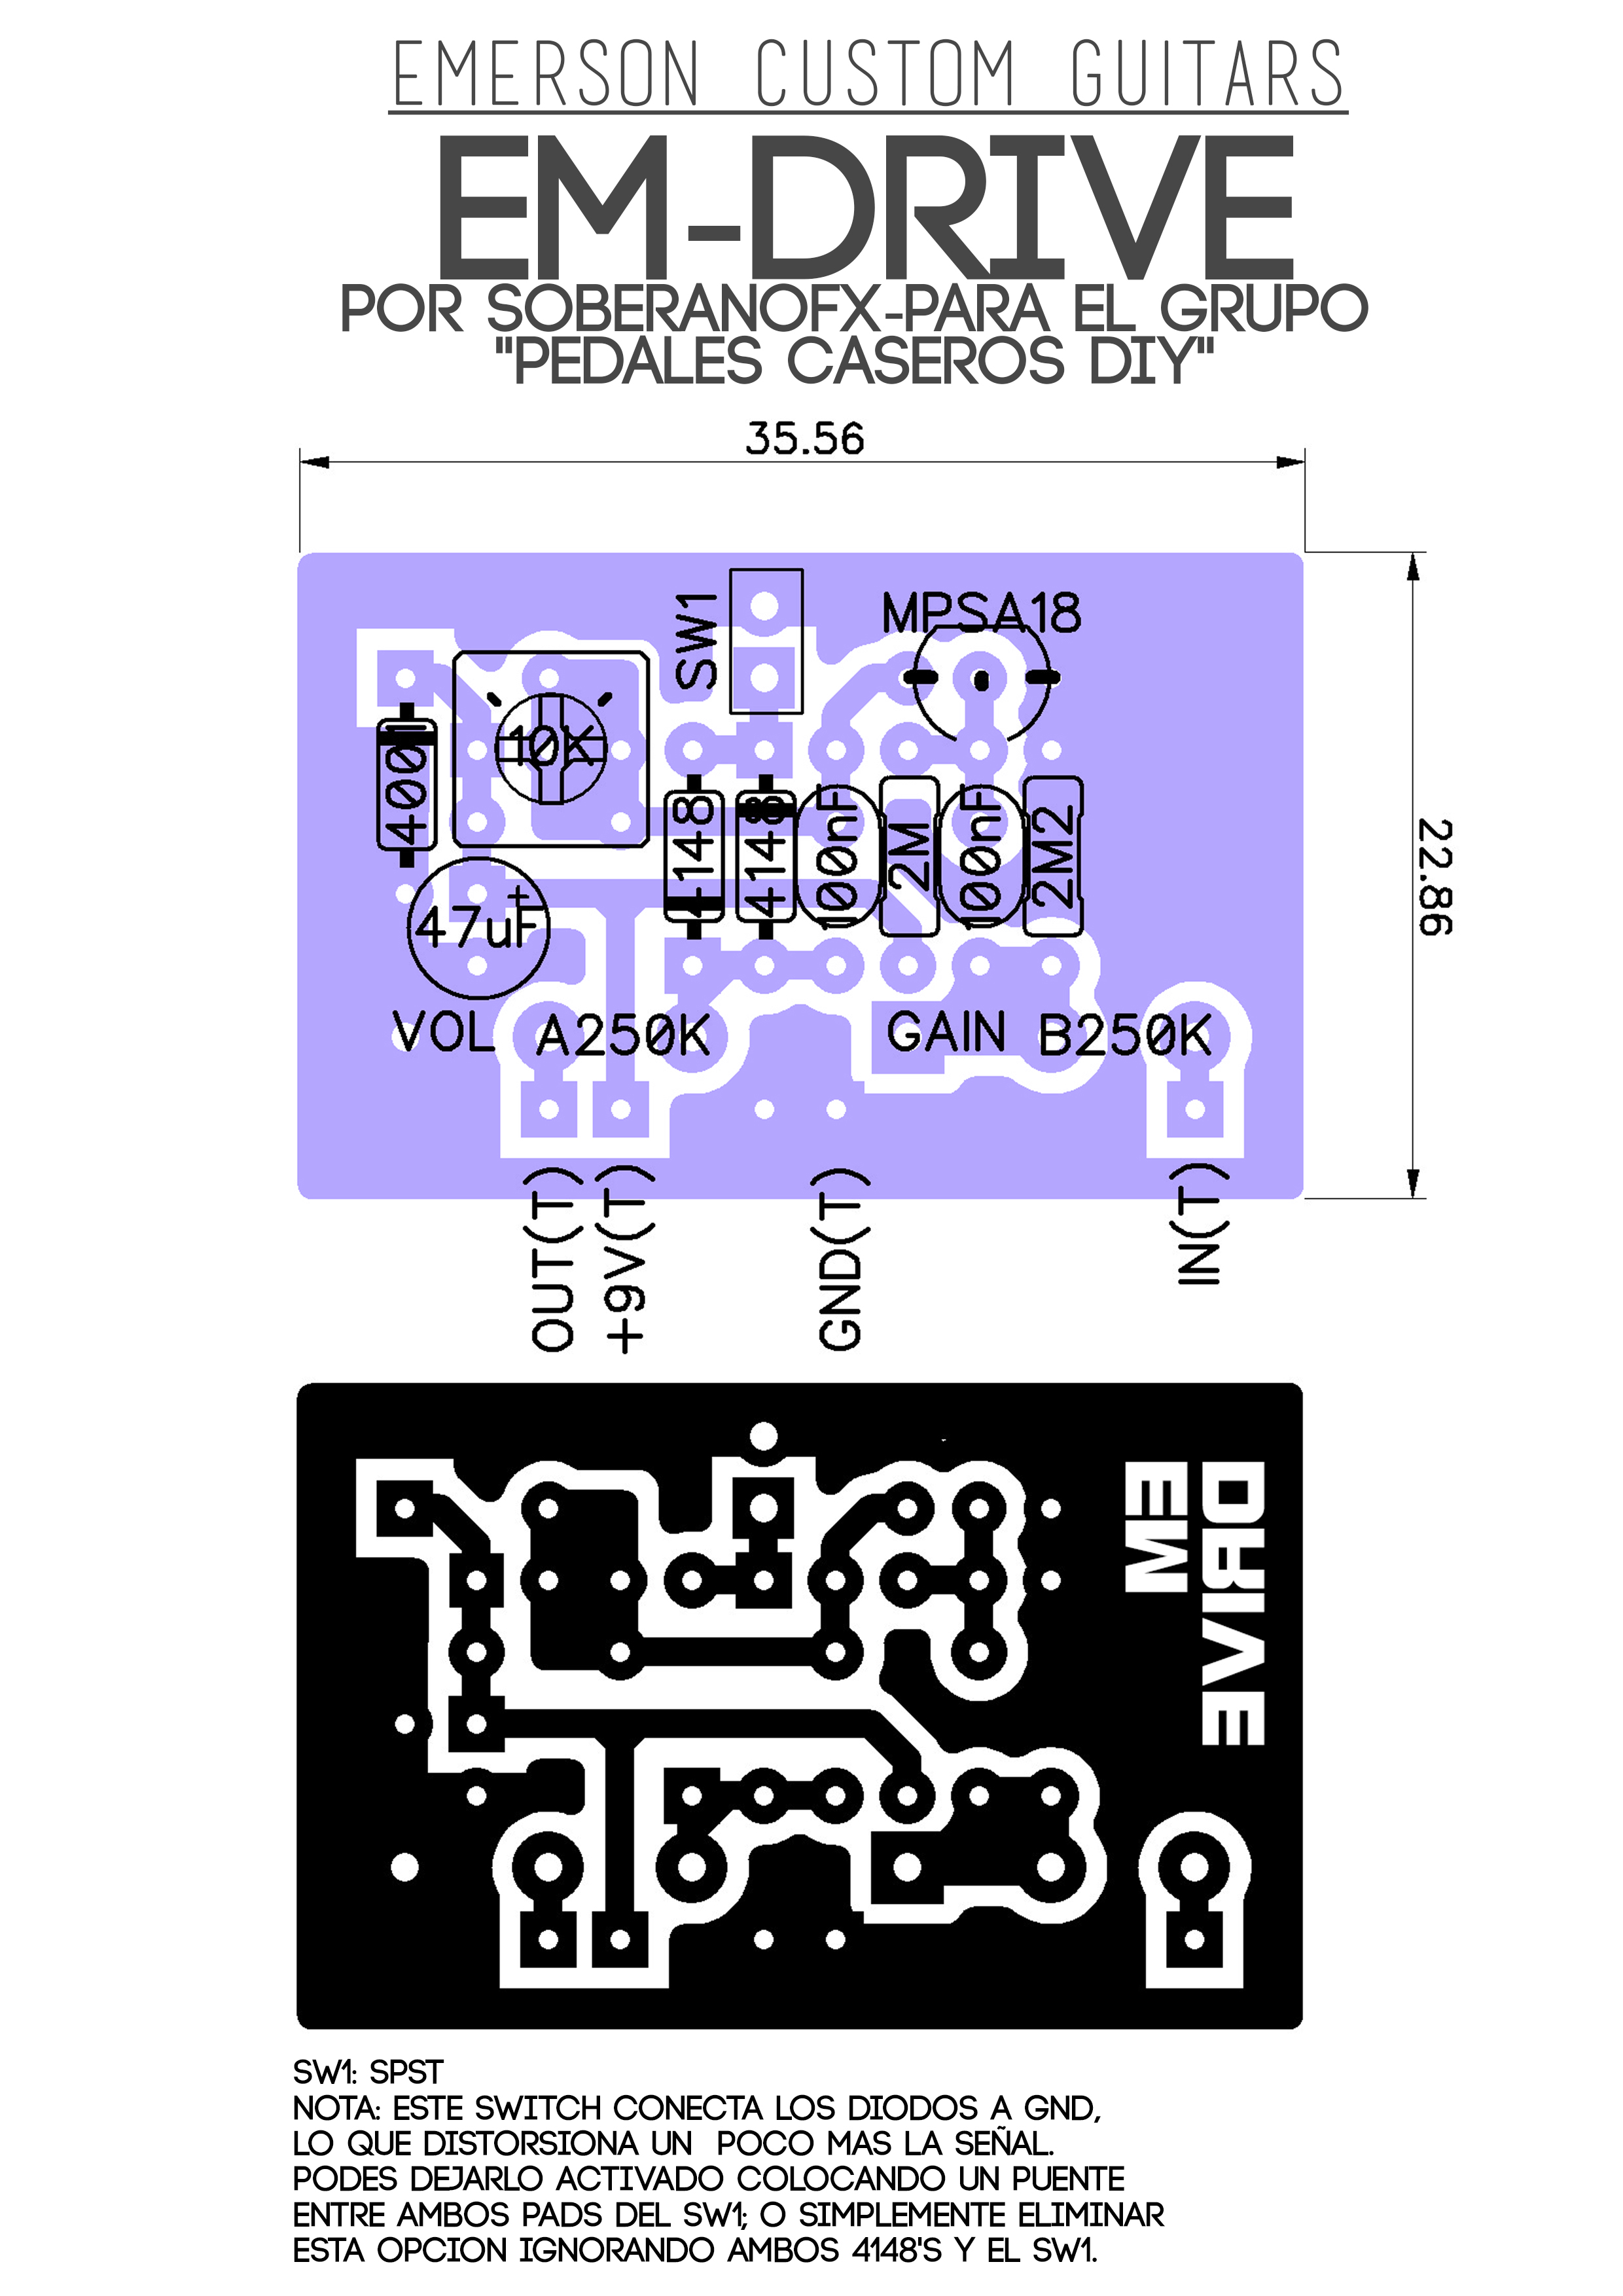 EMERSON CUSTOM GUITARS
EM-DRIVE
POR SOBERANOFX-PARA EL GRUPO
"PEDALES CASEROS DIY"
35.56
22.86
SW1
MPSA18
4001
10K
4148
4148
100nF
2M
100nF
2M2
+
47uF
VOL A250K
GAIN B250K
OUT(T)
+9V(T)
GND(T)
IN(T)
EM
DRIVE
SW1: SPST
NOTA: ESTE SWITCH CONECTA LOS DIODOS A GND,
LO QUE DISTORSIONA UN POCO MAS LA SEÑAL.
PODES DEJARLO ACTIVADO COLOCANDO UN PUENTE
ENTRE AMBOS PADS DEL SW1; O SIMPLEMENTE ELIMINAR
ESTA OPCION IGNORANDO AMBOS 4148'S Y EL SW1.